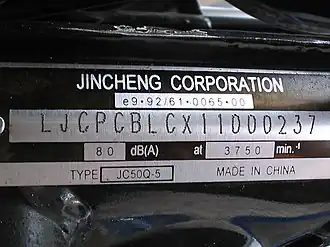 JINCHENG CORPORATION
e9*92/61*0065*00
LJCPCBLCX11000237
80 dB(A) at 3750 min.-1
TYPE JC50Q-5 MADE IN CHINA